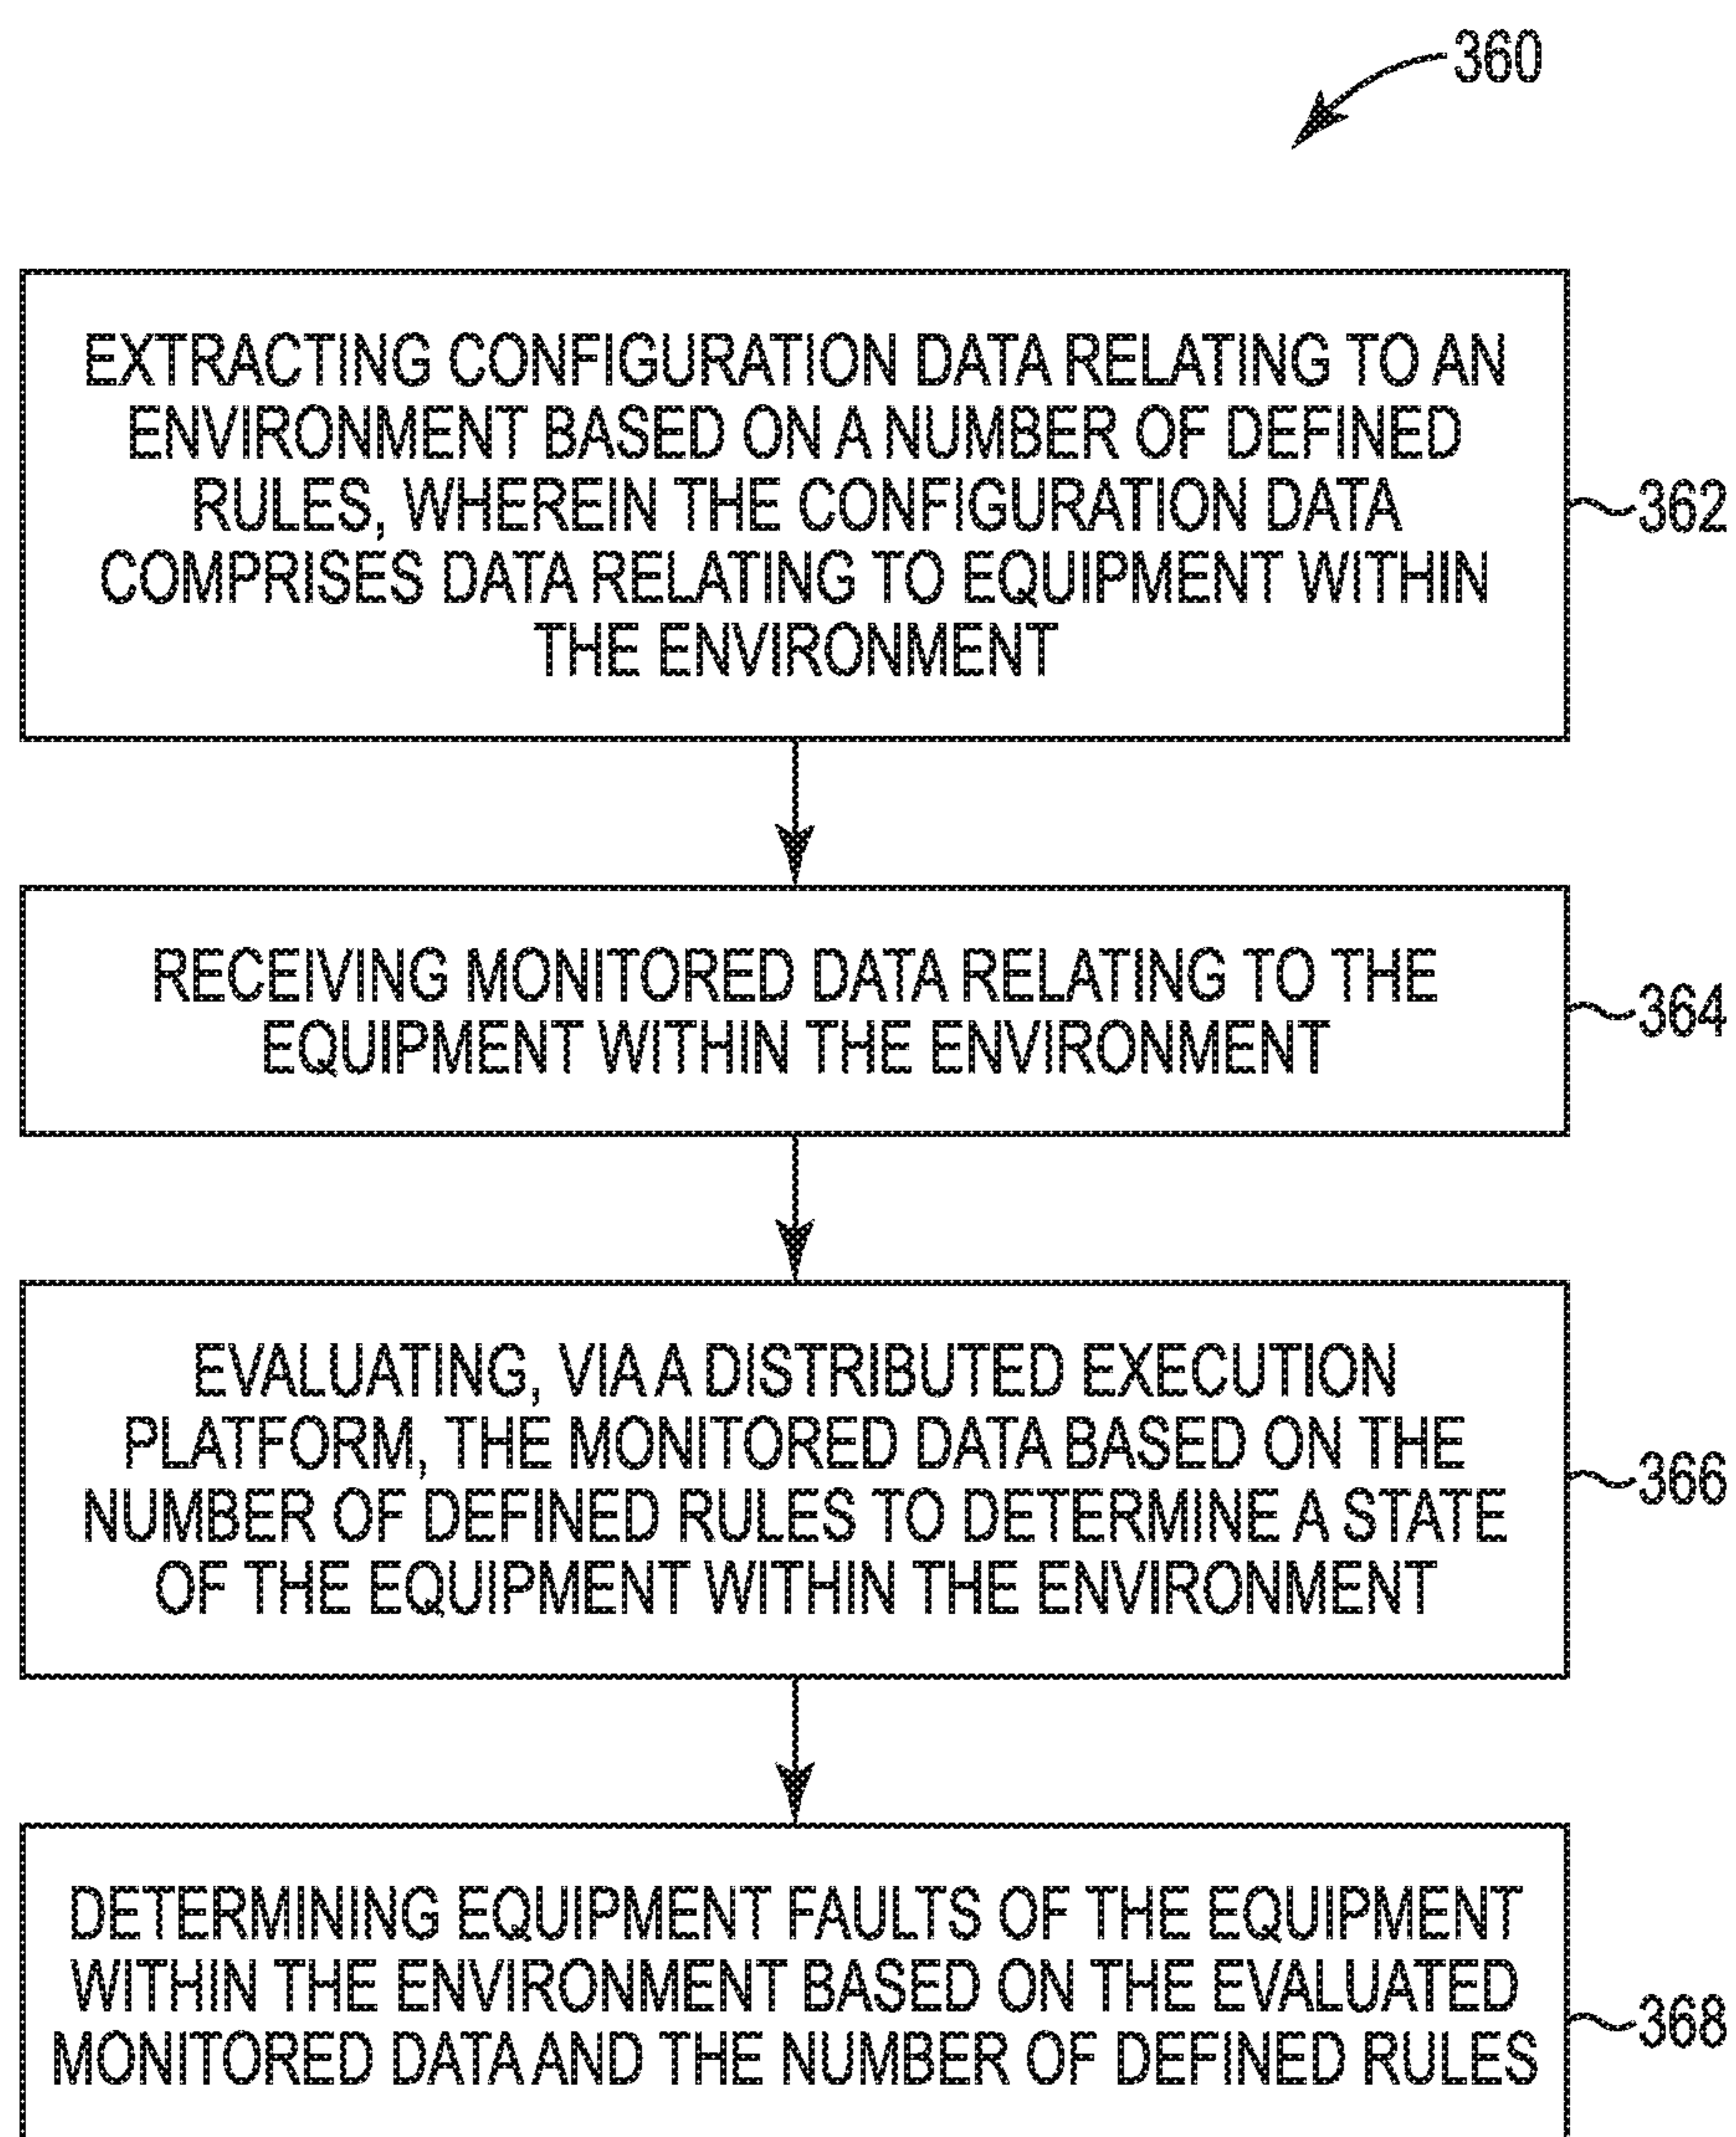 360
EXTRACTING CONFIGURATION DATA RELATING TO AN
ENVIRONMENT BASED ON A NUMBER OF DEFINED
RULES, WHEREIN THE CONFIGURATION DATA
COMPRISES DATA RELATING TO EQUIPMENT WITHIN
THE ENVIRONMENT
362
RECEIVING MONITORED DATA RELATING TO THE
EQUIPMENT WITHIN THE ENVIRONMENT
364
EVALUATING, VIA A DISTRIBUTED EXECUTION
PLATFORM, THE MONITORED DATA BASED ON THE
NUMBER OF DEFINED RULES TO DETERMINE A STATE
OF THE EQUIPMENT WITHIN THE ENVIRONMENT
366
DETERMINING EQUIPMENT FAULTS OF THE EQUIPMENT
WITHIN THE ENVIRONMENT BASED ON THE EVALUATED
MONITORED DATA AND THE NUMBER OF DEFINED RULES
368